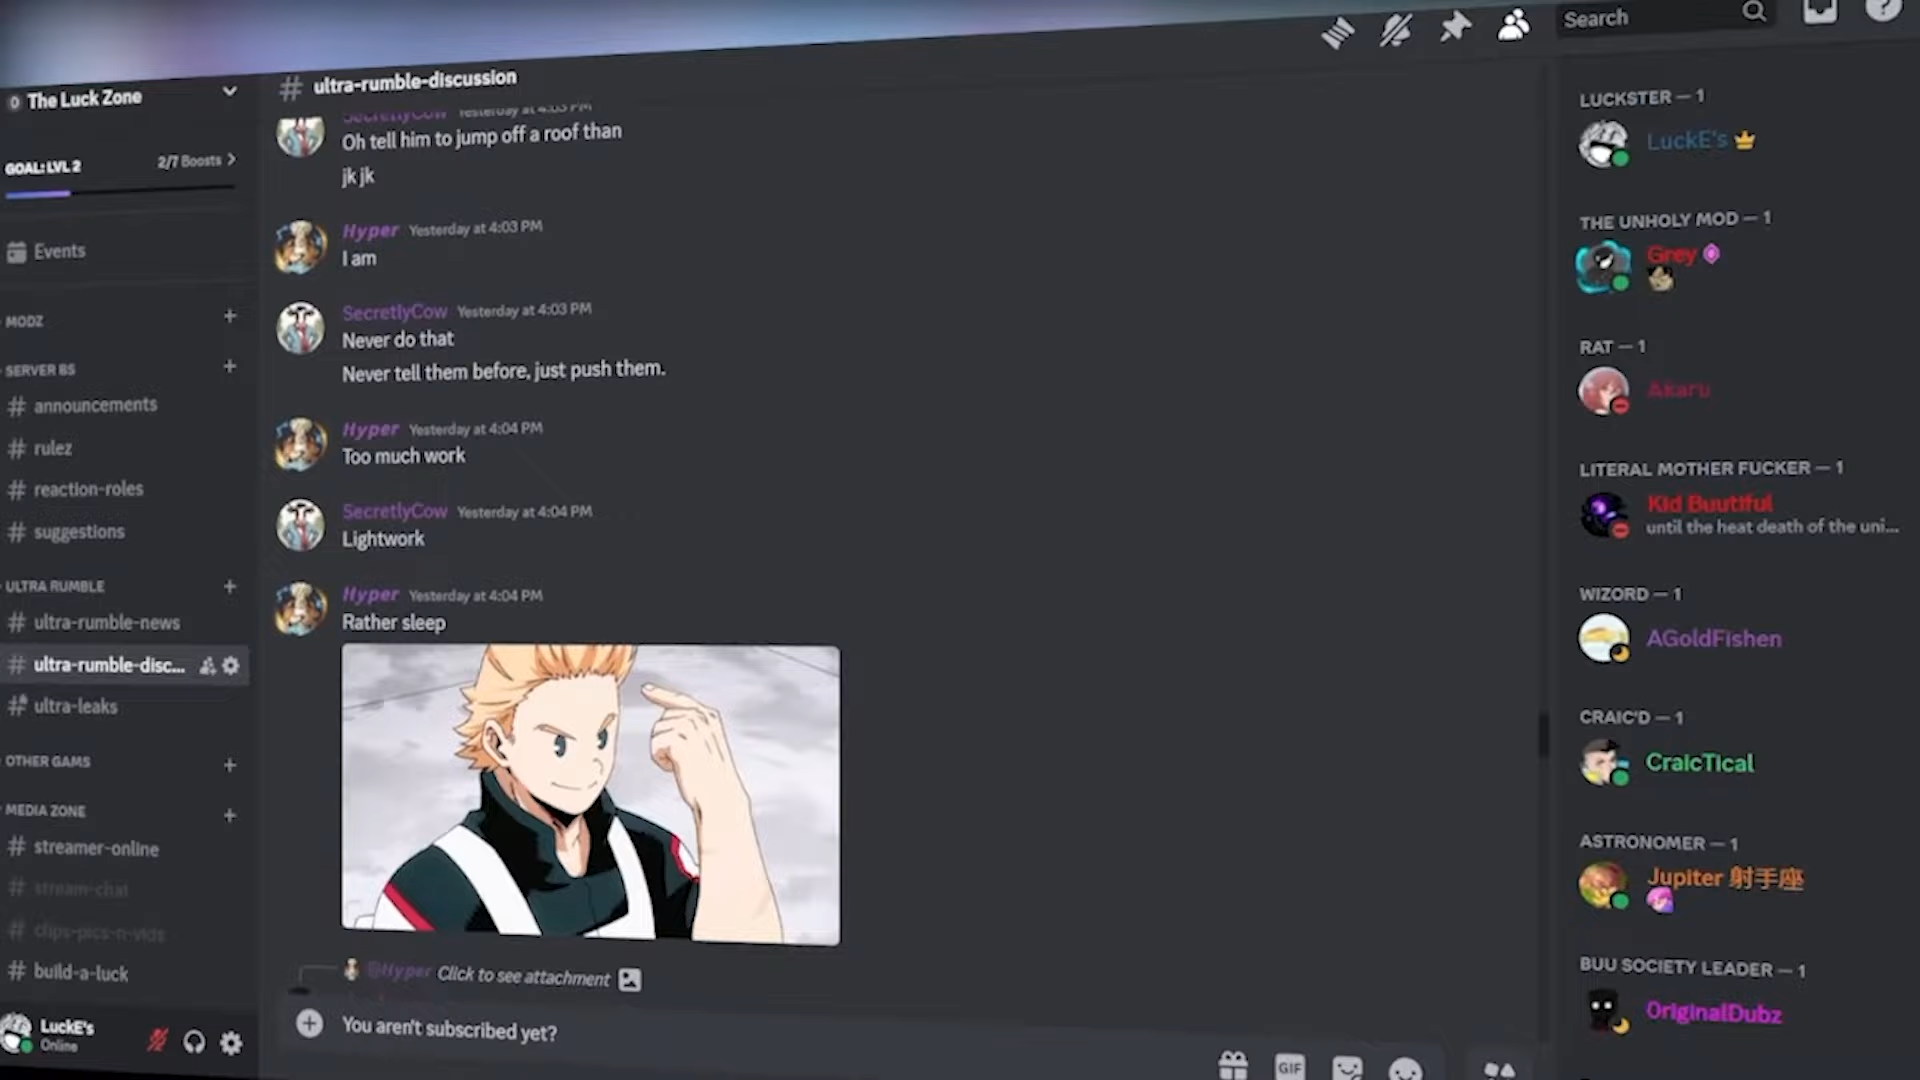 The Luck Zone
GOAL: LVL 2
2/7 Boosts
Events
MODZ
SERVER BS
announcements
rulez
reaction-roles
suggestions
ULTRA RUMBLE
ultra-rumble-news
ultra-rumble-disc...
ultra-leaks
OTHER GAMS
MEDIA ZONE
streamer-online
stream-chat
clips-pics-n-vids
build-a-luck
LuckE's
Online
ultra-rumble-discussion
SecretlyCow Yesterday at 4:03 PM
Oh tell him to jump off a roof than
jk jk
Hyper Yesterday at 4:03 PM
I am
SecretlyCow Yesterday at 4:03 PM
Never do that
Never tell them before, just push them.
Hyper Yesterday at 4:04 PM
Too much work
SecretlyCow Yesterday at 4:04 PM
Lightwork
Hyper Yesterday at 4:04 PM
Rather sleep
@Hyper Click to see attachment
You aren't subscribed yet?
GIF
Search
LUCKSTER — 1
LuckE's
THE UNHOLY MOD — 1
Grey
RAT — 1
Akaru
LITERAL MOTHER FUCKER — 1
Kid Buutiful
until the heat death of the uni...
WIZORD — 1
AGoldFishen
CRAIC'D — 1
CraicTical
ASTRONOMER — 1
Jupiter 射手座
BUU SOCIETY LEADER — 1
OriginalDubz